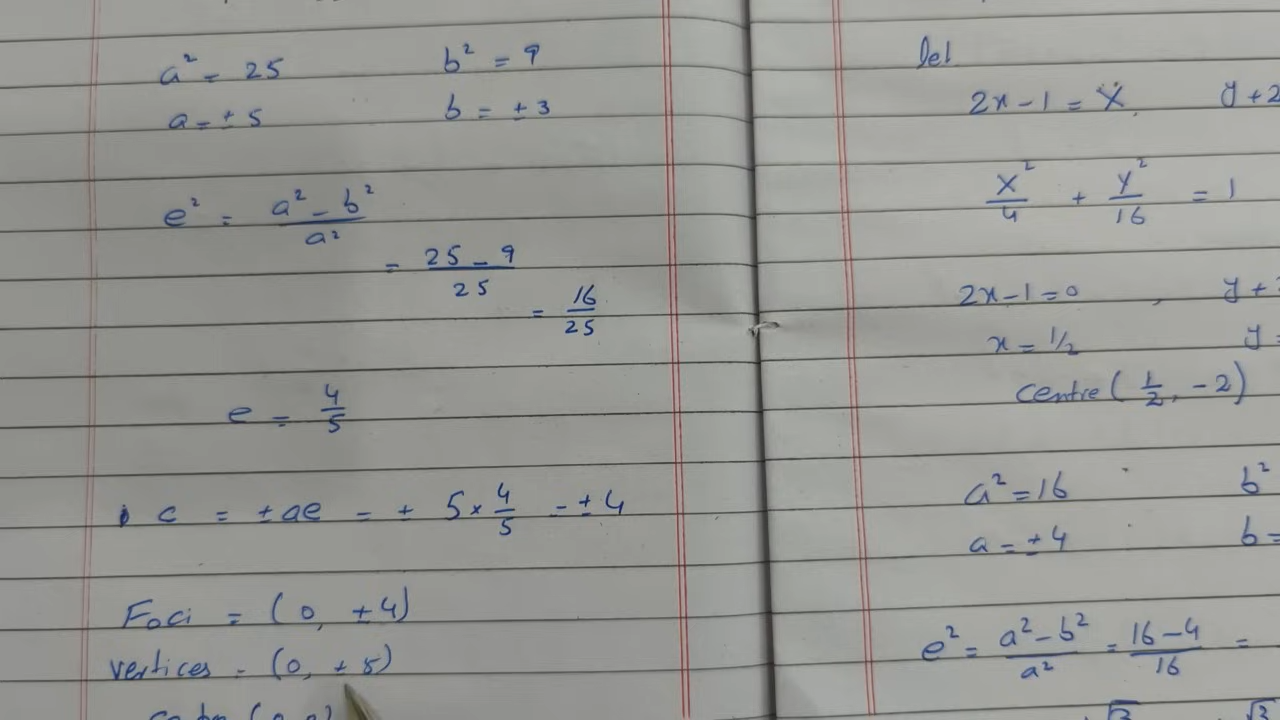 a² = 25 b² = 9
a = ± 5 b = ± 3
e² = (a² - b²)/a²
= (25 - 9)/25
= 16/25
e = 4/5
c = ±ae = ± 5 × 4/5 = ± 4
Foci = (0, ±4)
vertices = (0, ± 5)
let
2x - 1 = X, y + 2
X²/4 + Y²/16 = 1
2x - 1 = 0 , y +
x = 1/2 y =
centre (1/2, -2)
a² = 16 b²
a = ± 4 b =
e² = (a² - b²)/a² = (16 - 4)/16 =